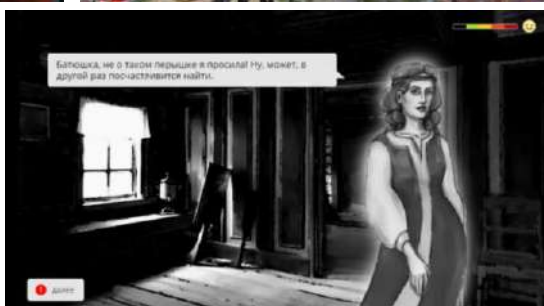 Батюшка, не о таком перышке я просила! Ну, может, в
другой раз посчастливится найти.
ДАЛЕЕ